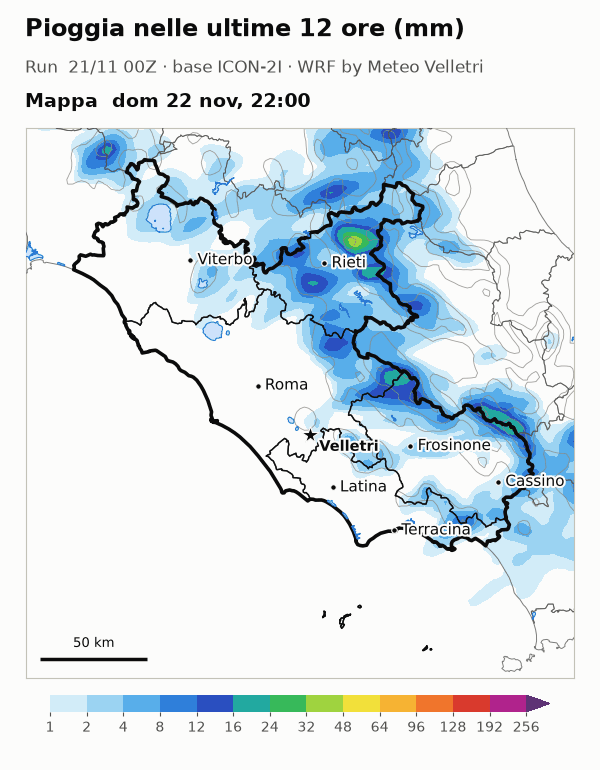 Pioggia nelle ultime 12 ore (mm)
Run 21/11 00Z · base ICON-2I · WRF by Meteo Velletri
Mappa dom 22 nov, 22:00
Viterbo
Rieti
Roma
Velletri
Frosinone
Latina
Cassino
Terracina
50 km
1 2 4 8 12 16 24 32 48 64 96 128 192 256